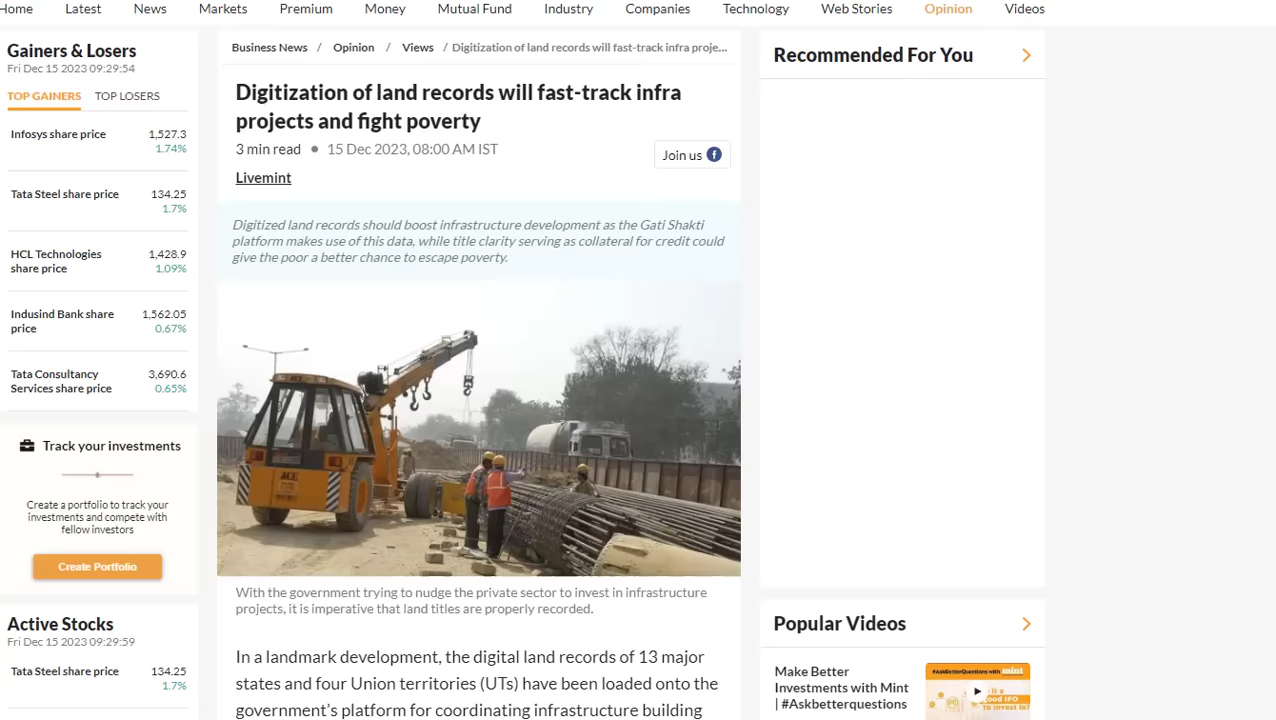 Home Latest News Markets Premium Money Mutual Fund Industry Companies Technology Web Stories Opinion Videos
Gainers & Losers
Fri Dec 15 2023 09:29:54
TOP GAINERS TOP LOSERS
Infosys share price 1,527.3
1.74%
Tata Steel share price 134.25
1.7%
HCL Technologies 1,428.9
share price 1.09%
Indusind Bank share 1,562.05
price 0.67%
Tata Consultancy 3,690.6
Services share price 0.65%
Track your investments
Create a portfolio to track your
investments and compete with
fellow investors
Create Portfolio
Active Stocks
Fri Dec 15 2023 09:29:59
Tata Steel share price 134.25
1.7%
Business News / Opinion / Views / Digitization of land records will fast-track infra proje...
Digitization of land records will fast-track infra
projects and fight poverty
3 min read ● 15 Dec 2023, 08:00 AM IST
Join us f
Livemint
Digitized land records should boost infrastructure development as the Gati Shakti
platform makes use of this data, while title clarity serving as collateral for credit could
give the poor a better chance to escape poverty.
ACE
With the government trying to nudge the private sector to invest in infrastructure
projects, it is imperative that land titles are properly recorded.
In a landmark development, the digital land records of 13 major
states and four Union territories (UTs) have been loaded onto the
government's platform for coordinating infrastructure building
Recommended For You
Popular Videos
Make Better
Investments with Mint
| #Askbetterquestions
#AskBetterQuestions with mint
is it a
good IPO
to invest in?